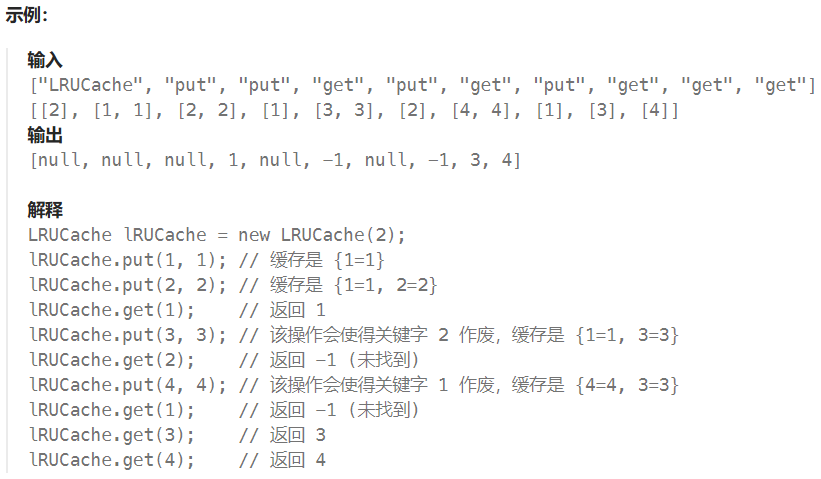 示例：
输入
["LRUCache", "put", "put", "get", "put", "get", "put", "get", "get", "get"]
[[2], [1, 1], [2, 2], [1], [3, 3], [2], [4, 4], [1], [3], [4]]
输出
[null, null, null, 1, null, -1, null, -1, 3, 4]
解释
LRUCache lRUCache = new LRUCache(2);
lRUCache.put(1, 1); // 缓存是 {1=1}
lRUCache.put(2, 2); // 缓存是 {1=1, 2=2}
lRUCache.get(1);    // 返回 1
lRUCache.put(3, 3); // 该操作会使得关键字 2 作废，缓存是 {1=1, 3=3}
lRUCache.get(2);    // 返回 -1 (未找到)
lRUCache.put(4, 4); // 该操作会使得关键字 1 作废，缓存是 {4=4, 3=3}
lRUCache.get(1);    // 返回 -1 (未找到)
lRUCache.get(3);    // 返回 3
lRUCache.get(4);    // 返回 4